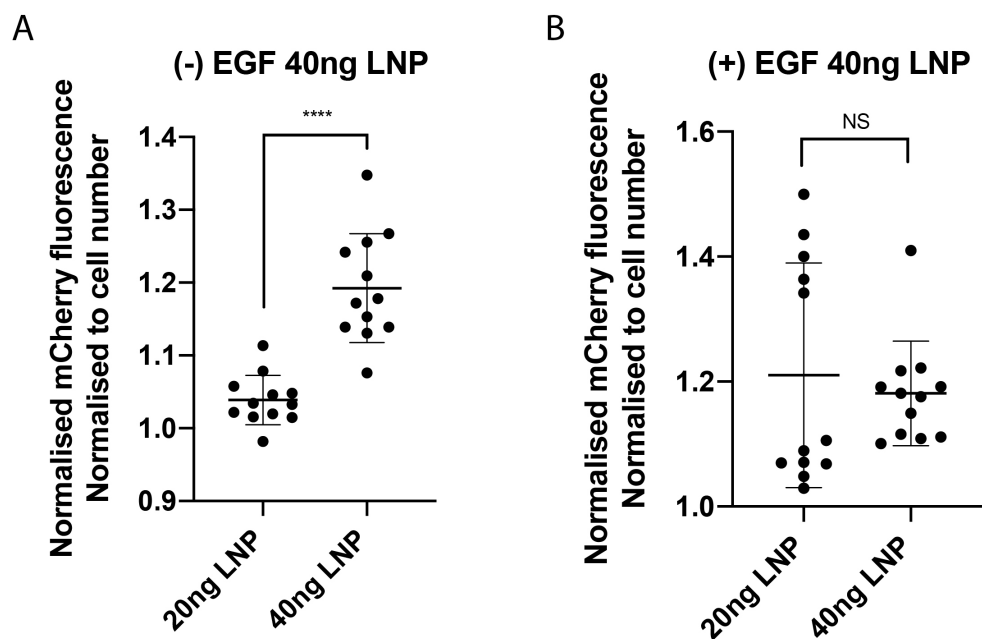 A
(-) EGF 40ng LNP
Normalised mCherry fluorescence
Normalised to cell number
****
1.4
1.3
1.2
1.1
1.0
0.9
20ng LNP
40ng LNP
B
(+) EGF 40ng LNP
Normalised mCherry fluorescence
Normalised to cell number
NS
1.6
1.4
1.2
1.0
20ng LNP
40ng LNP